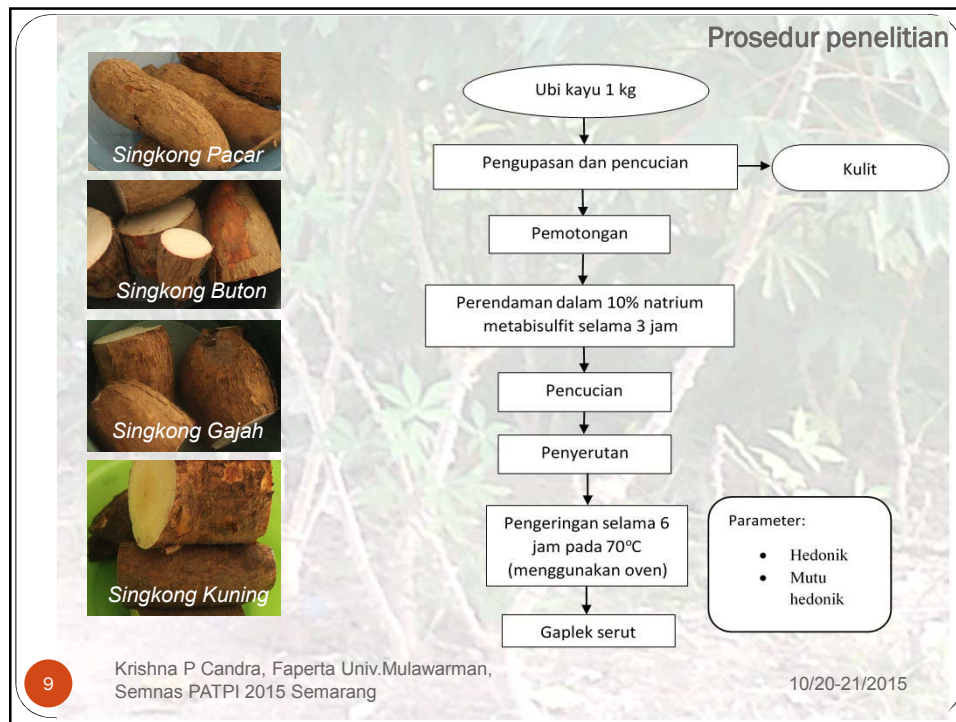 Prosedur penelitian
Singkong Pacar
Singkong Buton
Singkong Gajah
Singkong Kuning
Ubi kayu 1 kg
Pengupasan dan pencucian
Kulit
Pemotongan
Perendaman dalam 10% natrium
metabisulfit selama 3 jam
Pencucian
Penyerutan
Pengeringan selama 6
jam pada 70°C
(menggunakan oven)
Gaplek serut
Parameter:
• Hedonik
• Mutu
hedonik
9
Krishna P Candra, Faperta Univ.Mulawarman,
Semnas PATPI 2015 Semarang
10/20-21/2015